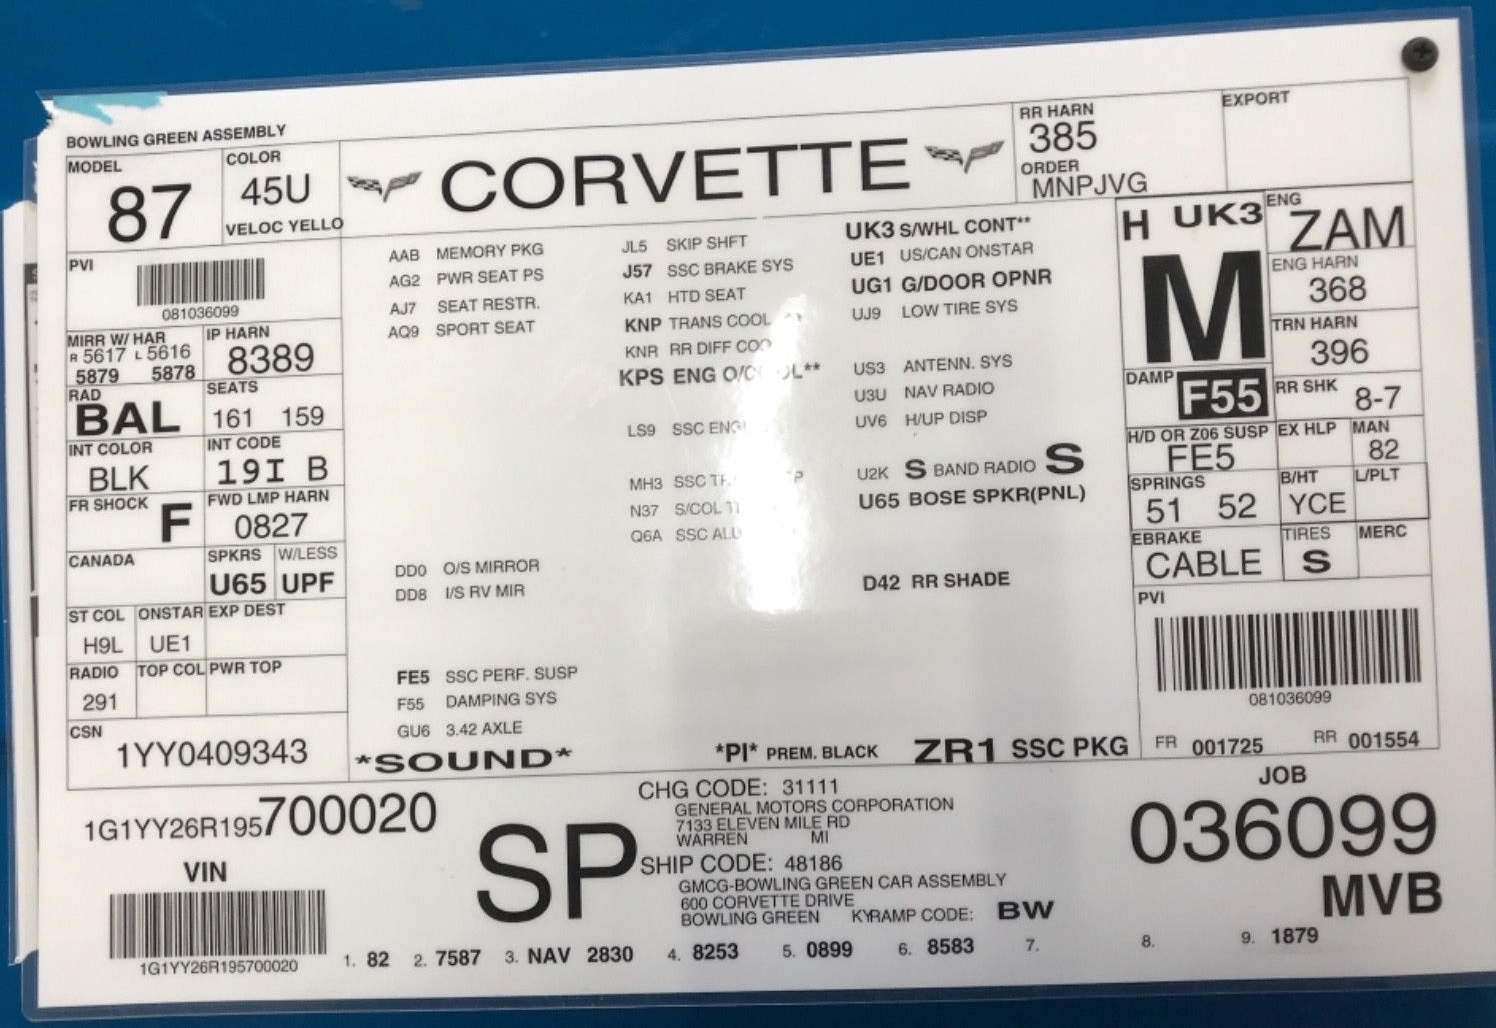 BOWLING GREEN ASSEMBLY
MODEL
87
COLOR
45U
VELOC YELLO
CORVETTE
RR HARN
385
ORDER
MNPJVG
EXPORT
PVI
081036099
MIRR W/ HAR
R 5617 L 5616
5879 5878
IP HARN
8389
RAD
BAL
SEATS
161 159
INT COLOR
BLK
INT CODE
19I B
FR SHOCK
F
FWD LMP HARN
0827
CANADA
SPKRS
U65
W/LESS
UPF
ST COL
H9L
ONSTAR
UE1
EXP DEST
RADIO
291
TOP COL
PWR TOP
CSN
1YY0409343
AAB MEMORY PKG
AG2 PWR SEAT PS
AJ7 SEAT RESTR.
AQ9 SPORT SEAT
DD0 O/S MIRROR
DD8 I/S RV MIR
FE5 SSC PERF. SUSP
F55 DAMPING SYS
GU6 3.42 AXLE
*SOUND*
JL5 SKIP SHFT
J57 SSC BRAKE SYS
KA1 HTD SEAT
KNP TRANS COOL
KNR RR DIFF
KPS ENG
LS9 SSC
MH3 SSC
N37 S/COL
Q6A SSC
UK3 S/WHL CONT**
UE1 US/CAN ONSTAR
UG1 G/DOOR OPNR
UJ9 LOW TIRE SYS
US3 ANTENN. SYS
U3U NAV RADIO
UV6 H/UP DISP
U2K S BAND RADIO S
U65 BOSE SPKR(PNL)
D42 RR SHADE
*PI* PREM. BLACK ZR1 SSC PKG
H UK3
M
ENG
ZAM
ENG HARN
368
TRN HARN
396
DAMP
F55
RR SHK
8-7
H/D OR Z06 SUSP
FE5
EX HLP
MAN
82
SPRINGS
51 52
B/HT
YCE
L/PLT
EBRAKE
CABLE
TIRES
S
MERC
PVI
081036099
FR 001725 RR 001554
1G1YY26R195700020
VIN
1G1YY26R195700020
SP
CHG CODE: 31111
GENERAL MOTORS CORPORATION
7133 ELEVEN MILE RD
WARREN MI
SHIP CODE: 48186
GMCG-BOWLING GREEN CAR ASSEMBLY
600 CORVETTE DRIVE
BOWLING GREEN KYRAMP CODE: BW
JOB
036099
MVB
1. 82 2. 7587 3. NAV 2830 4. 8253 5. 0899 6. 8583 7. 8. 9. 1879